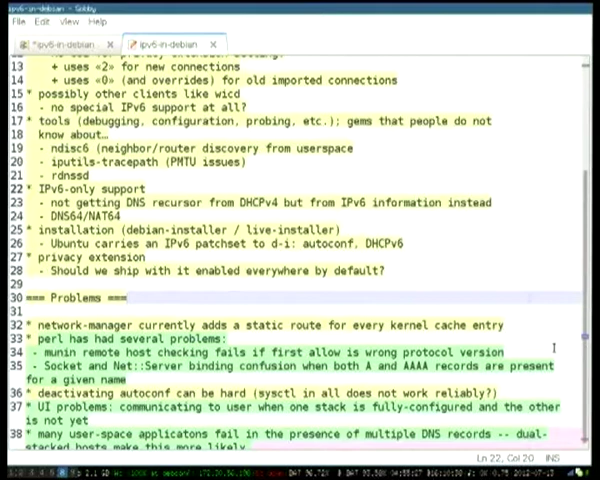 ipv6-in-debian - Gobby
File Edit View Help
*ipv6-in-debian x ipv6-in-debian x
13 + uses «2» for new connections
14 + uses «0» (and overrides) for old imported connections
15 * possibly other clients like wicd
16 - no special IPv6 support at all?
17 * tools (debugging, configuration, probing, etc.); gems that people do not
18 know about…
19 - ndisc6 (neighbor/router discovery from userspace
20 - iputils-tracepath (PMTU issues)
21 - rdnssd
22 * IPv6-only support
23 - not getting DNS recursor from DHCPv4 but from IPv6 information instead
24 - DNS64/NAT64
25 * installation (debian-installer / live-installer)
26 - Ubuntu carries an IPv6 patchset to d-i: autoconf, DHCPv6
27 * privacy extension
28 - Should we ship with it enabled everywhere by default?
29
30 === Problems ===
31
32 * network-manager currently adds a static route for every kernel cache entry
33 * perl has had several problems:
34 - munin remote host checking fails if first allow is wrong protocol version
35 - Socket and Net::Server binding confusion when both A and AAAA records are present
for a given name
36 * deactivating autoconf can be hard (sysctl in all does not work reliably?)
37 * UI problems: communicating to user when one stack is fully-configured and the other
is not yet
38 * many user-space applicatons fail in the presence of multiple DNS records -- dual-
stacked hosts make this more likely
Ln 22, Col 20 INS